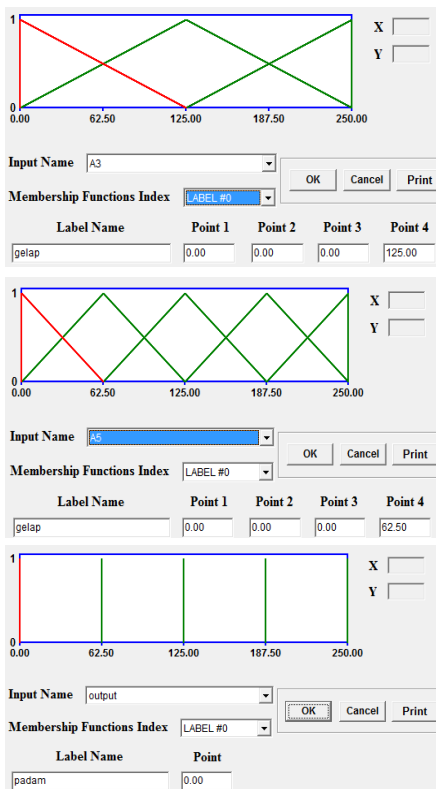 1
X
Y
0
0.00 62.50 125.00 187.50 250.00
Input Name A3
OK Cancel Print
Membership Functions Index LABEL #0
Label Name Point 1 Point 2 Point 3 Point 4
gelap 0.00 0.00 0.00 125.00
1
X
Y
0
0.00 62.50 125.00 187.50 250.00
Input Name A5
OK Cancel Print
Membership Functions Index LABEL #0
Label Name Point 1 Point 2 Point 3 Point 4
gelap 0.00 0.00 0.00 62.50
1
X
Y
0
0.00 62.50 125.00 187.50 250.00
Input Name output
OK Cancel Print
Membership Functions Index LABEL #0
Label Name Point
padam 0.00